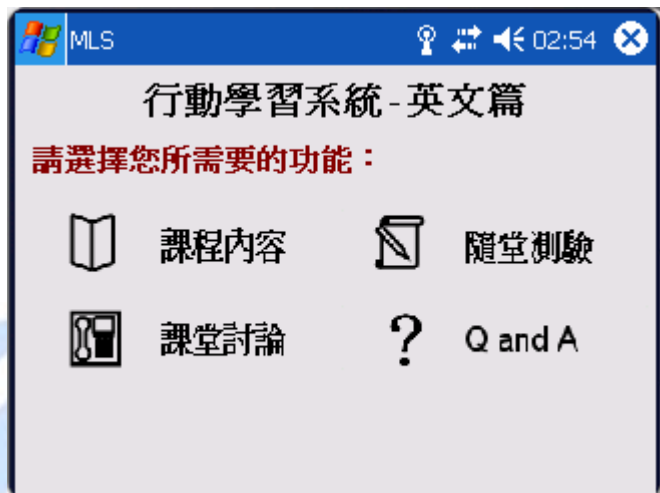 MLS 02:54
行動學習系統-英文篇
請選擇您所需要的功能：
課程內容 隨堂測驗
課堂討論 Q and A